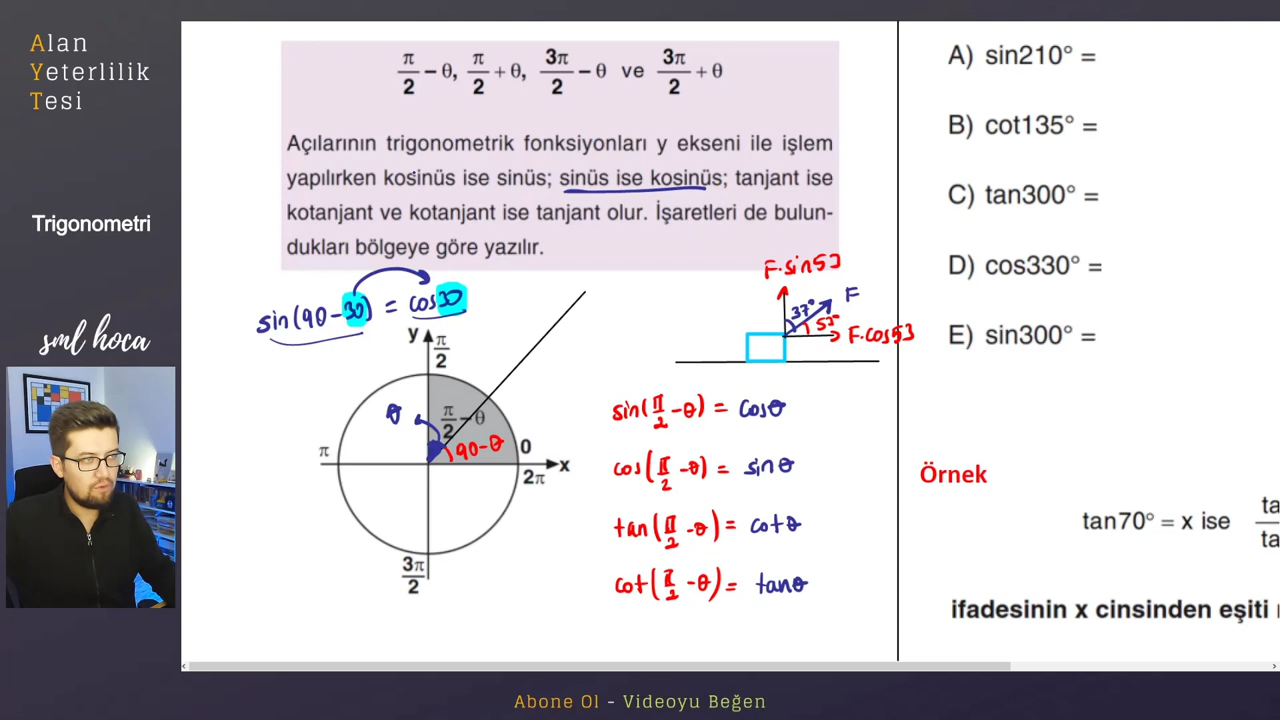 Alan
Yeterlilik
Tesi
Trigonometri
sml hoca
π/2 − θ, π/2 + θ, 3π/2 − θ ve 3π/2 + θ
Açılarının trigonometrik fonksiyonları y ekseni ile işlem
yapılırken kosinüs ise sinüs; sinüs ise kosinüs; tanjant ise
kotanjant ve kotanjant ise tanjant olur. İşaretleri de bulun-
dukları bölgeye göre yazılır.
sin(90-30) = cos30
y
π/2
θ
π/2 − θ
90-θ
π
0
2π
x
3π/2
F.sin53
37°
F
53°
F.cos53
sin(π/2 -θ) = cosθ
cos(π/2 -θ) = sinθ
tan(π/2 -θ) = cotθ
cot(π/2 -θ) = tanθ
A) sin210° =
B) cot135° =
C) tan300° =
D) cos330° =
E) sin300° =
Örnek
tan70° = x ise ta/ta
ifadesinin x cinsinden eşiti
Abone Ol - Videoyu Beğen